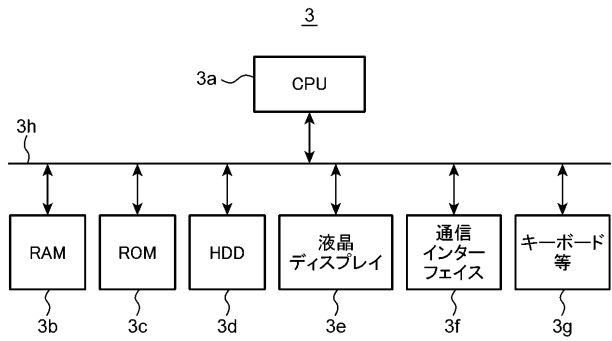 3
3a
CPU
3h
RAM
ROM
HDD
液晶
ディスプレイ
通信
インター
フェイス
キーボード
等
3b
3c
3d
3e
3f
3g